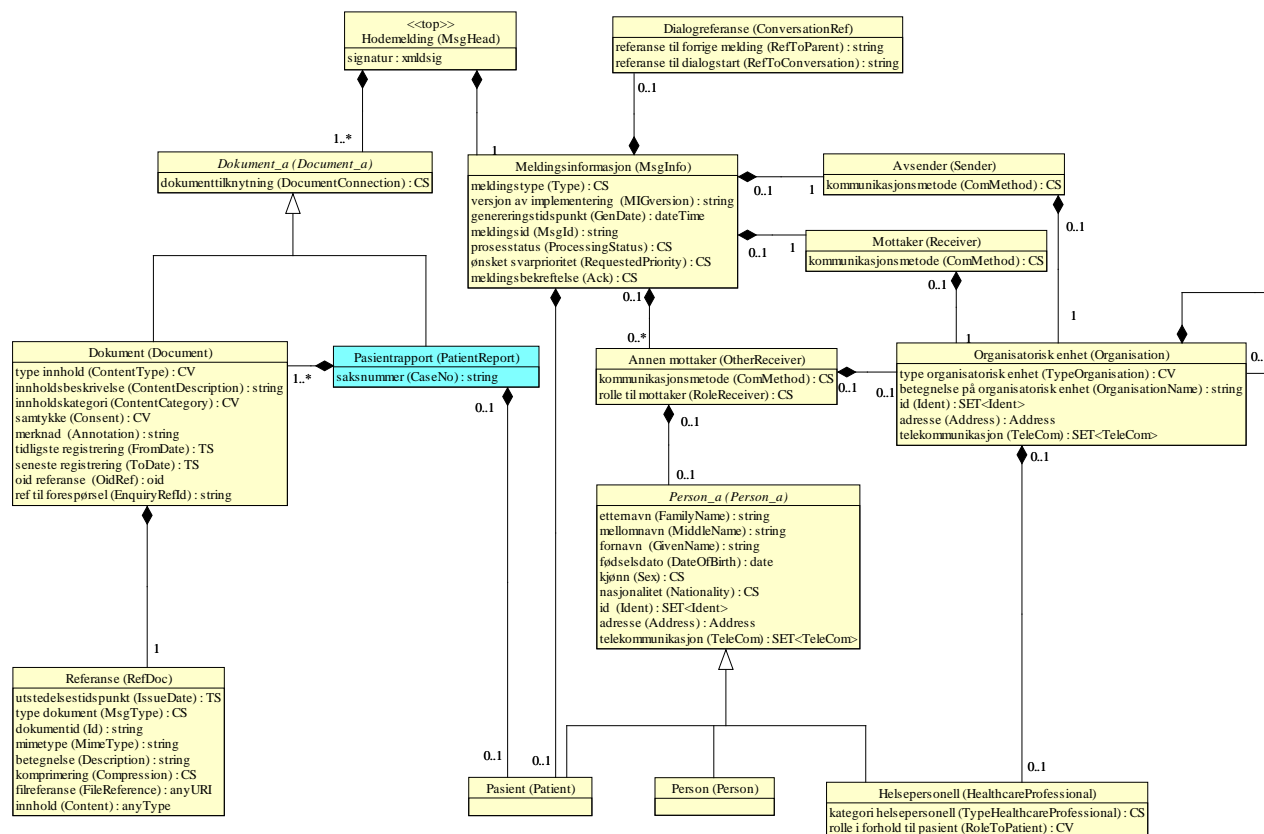 <<top>>
Hodemelding (MsgHead)
signatur : xmldsig
Dialogreferanse (ConversationRef)
referanse til forrige melding (RefToParent) : string
referanse til dialogstart (RefToConversation) : string
0..1
1..*
1
Dokument_a (Document_a)
dokumenttilknytning (DocumentConnection) : CS
Meldingsinformasjon (MsgInfo)
meldingstype (Type) : CS
versjon av implementering (MIGversion) : string
genereringstidspunkt (GenDate) : dateTime
meldingsid (MsgId) : string
prosesstatus (ProcessingStatus) : CS
ønsket svarprioritet (RequestedPriority) : CS
meldingsbekreftelse (Ack) : CS
0..1
1
Avsender (Sender)
kommunikasjonsmetode (ComMethod) : CS
0..1
0..1
1
Mottaker (Receiver)
kommunikasjonsmetode (ComMethod) : CS
0..1
0..1
0..*
1
1
Dokument (Document)
type innhold (ContentType) : CV
innholdsbeskrivelse (ContentDescription) : string
innholdskategori (ContentCategory) : CV
samtykke (Consent) : CV
merknad (Annotation) : string
tidligste registrering (FromDate) : TS
seneste registrering (ToDate) : TS
oid referanse (OidRef) : oid
ref til forespørsel (EnquiryRefId) : string
1..*
Pasientrapport (PatientReport)
saksnummer (CaseNo) : string
0..1
Annen mottaker (OtherReceiver)
kommunikasjonsmetode (ComMethod) : CS
rolle til mottaker (RoleReceiver) : CS
0..1
0..1
0..1
0..1
Organisatorisk enhet (Organisation)
type organisatorisk enhet (TypeOrganisation) : CV
betegnelse på organisatorisk enhet (OrganisationName) : string
id (Ident) : SET<Ident>
adresse (Address) : Address
telekommunikasjon (TeleCom) : SET<TeleCom>
0..
0..1
Person_a (Person_a)
etternavn (FamilyName) : string
mellomnavn (MiddleName) : string
fornavn (GivenName) : string
fødselsdato (DateOfBirth) : date
kjønn (Sex) : CS
nasjonalitet (Nationality) : CS
id (Ident) : SET<Ident>
adresse (Address) : Address
telekommunikasjon (TeleCom) : SET<TeleCom>
1
Referanse (RefDoc)
utstedelsestidspunkt (IssueDate) : TS
type dokument (MsgType) : CS
dokumentid (Id) : string
mimetype (MimeType) : string
betegnelse (Description) : string
komprimering (Compression) : CS
filreferanse (FileReference) : anyURI
innhold (Content) : anyType
0..1
0..1
0..1
Pasient (Patient)
Person (Person)
Helsepersonell (HealthcareProfessional)
kategori helsepersonell (TypeHealthcareProfessional) : CS
rolle i forhold til pasient (RoleToPatient) : CV